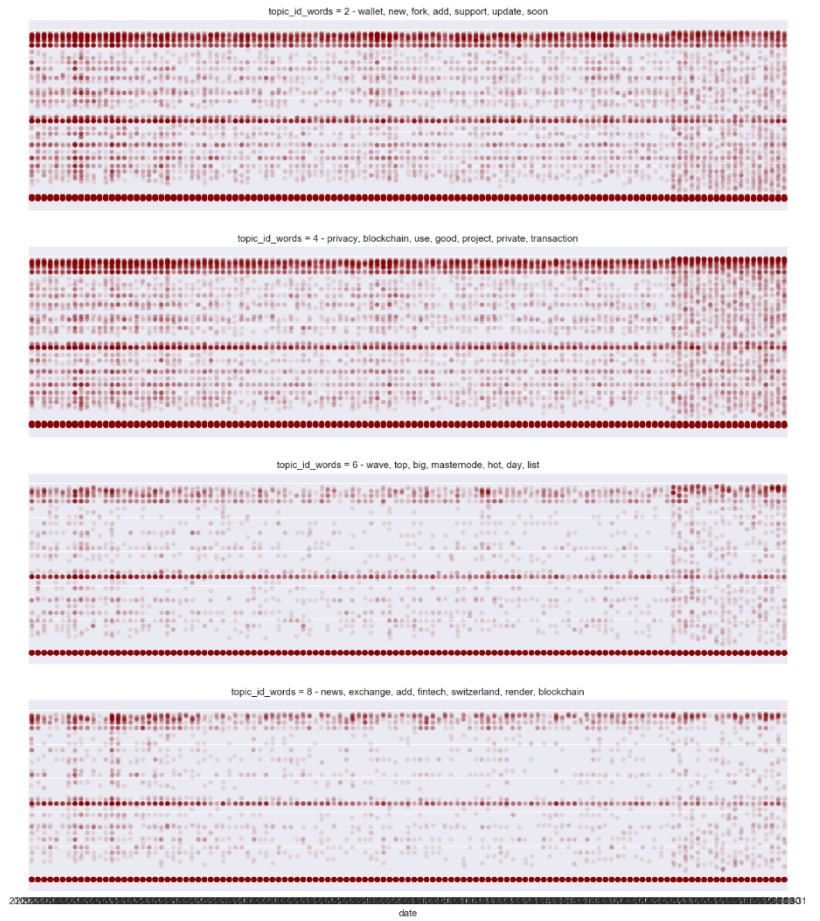 topic_id_words = 2 - wallet, new, fork, add, support, update, soon
topic_id_words = 4 - privacy, blockchain, use, good, project, private, transaction
topic_id_words = 6 - wave, top, big, masternode, hot, day, list
topic_id_words = 8 - news, exchange, add, fintech, switzerland, render, blockchain
date